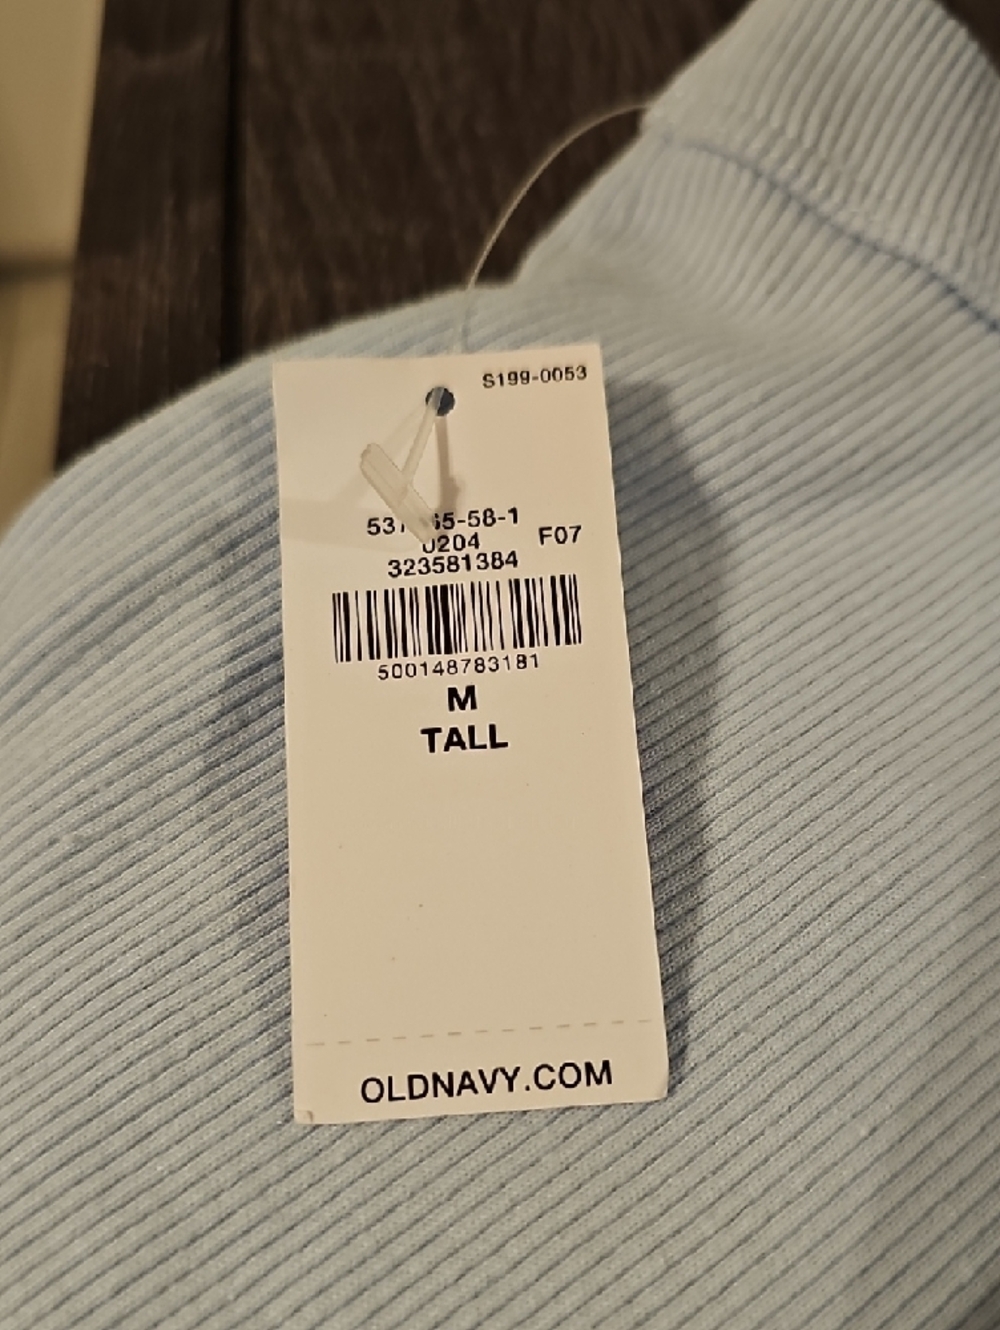 S199-0053
0204
F07
323581384
500148783181
M
TALL
OLDNAVY.COM